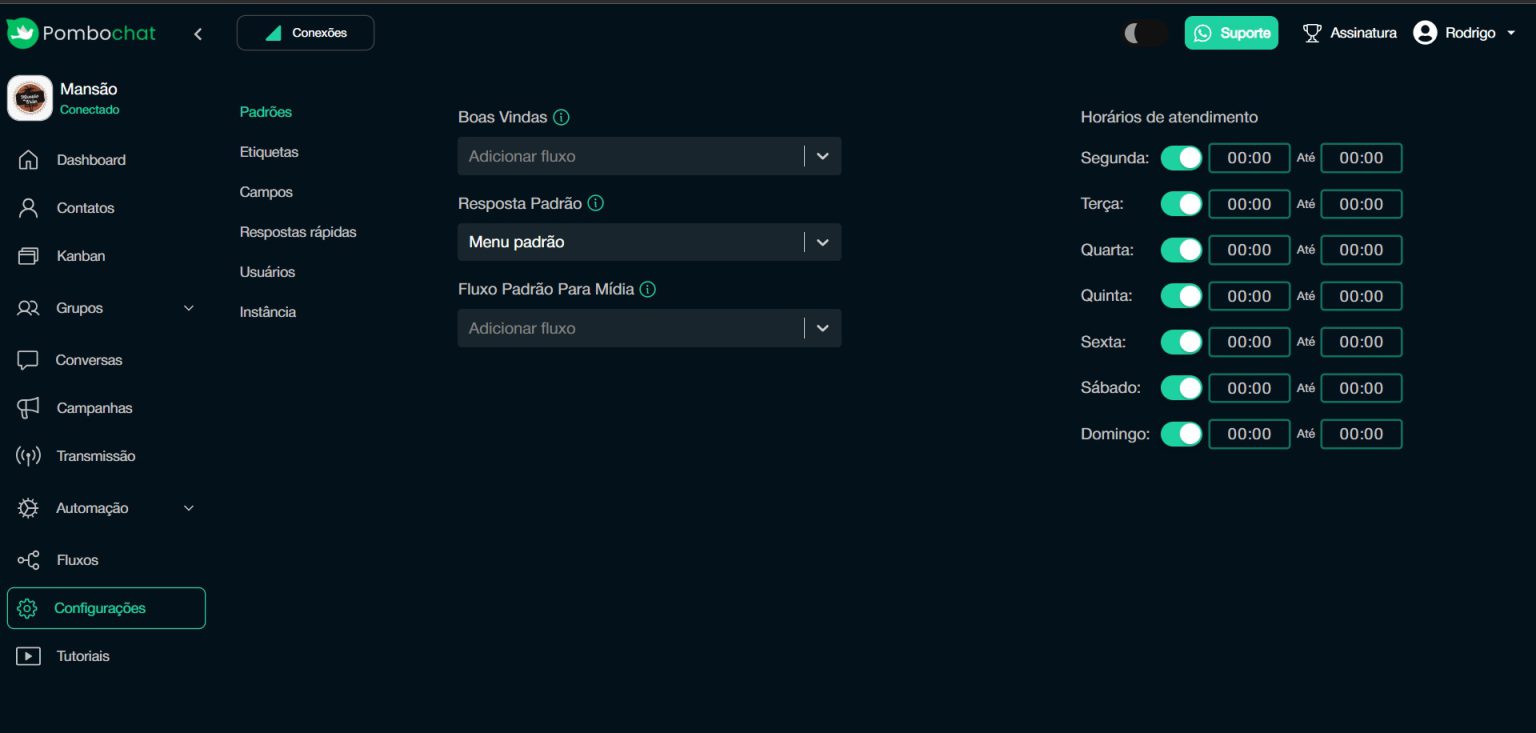 Pombochat
Conexões
Suporte
Assinatura
Rodrigo
Mansão
Conectado
Dashboard
Contatos
Kanban
Grupos
Conversas
Campanhas
Transmissão
Automação
Fluxos
Configurações
Tutoriais
Padrões
Etiquetas
Campos
Respostas rápidas
Usuários
Instância
Boas Vindas
Adicionar fluxo
Resposta Padrão
Menu padrão
Fluxo Padrão Para Mídia
Adicionar fluxo
Horários de atendimento
Segunda: 00:00 Até 00:00
Terça: 00:00 Até 00:00
Quarta: 00:00 Até 00:00
Quinta: 00:00 Até 00:00
Sexta: 00:00 Até 00:00
Sábado: 00:00 Até 00:00
Domingo: 00:00 Até 00:00